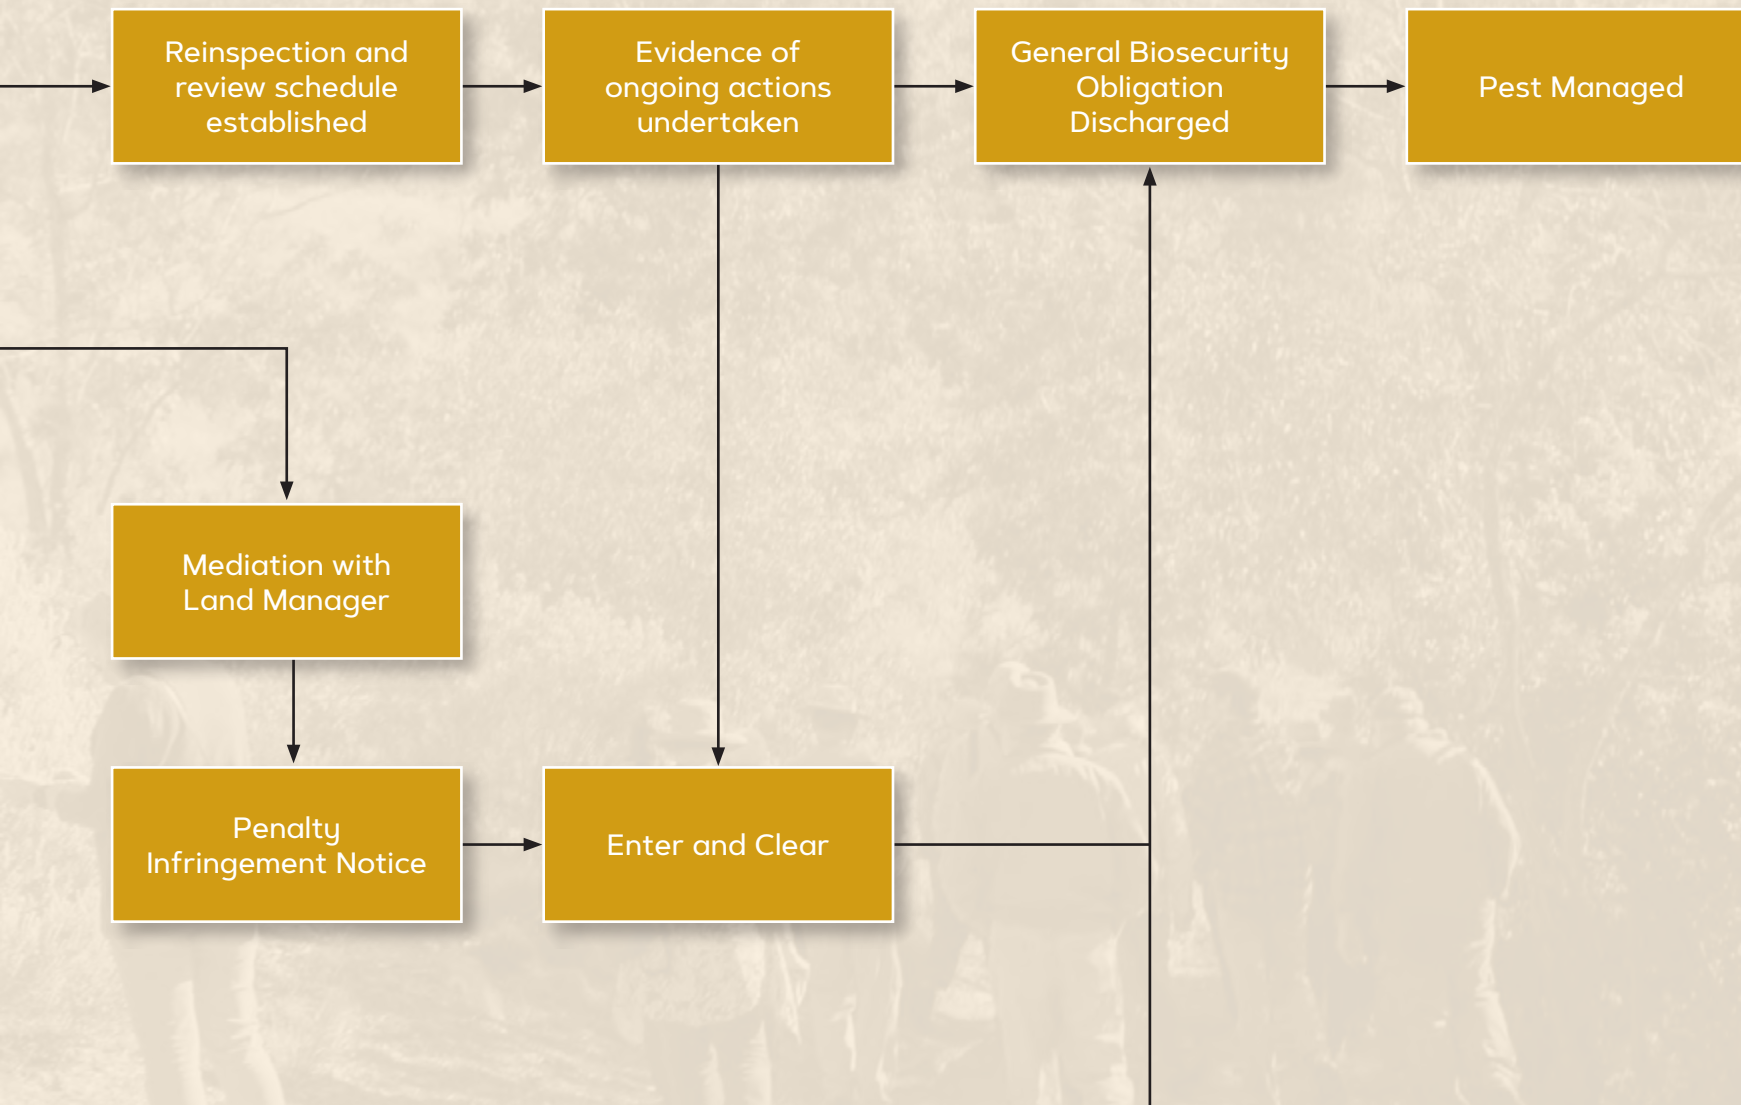 Reinspection and
review schedule
established
Evidence of
ongoing actions
undertaken
General Biosecurity
Obligation
Discharged
Pest Managed
Mediation with
Land Manager
Penalty
Infringement Notice
Enter and Clear